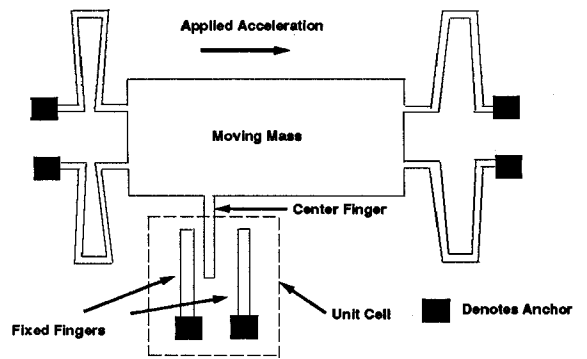 Applied Acceleration
Moving Mass
Center Finger
Fixed Fingers
Unit Cell
Denotes Anchor